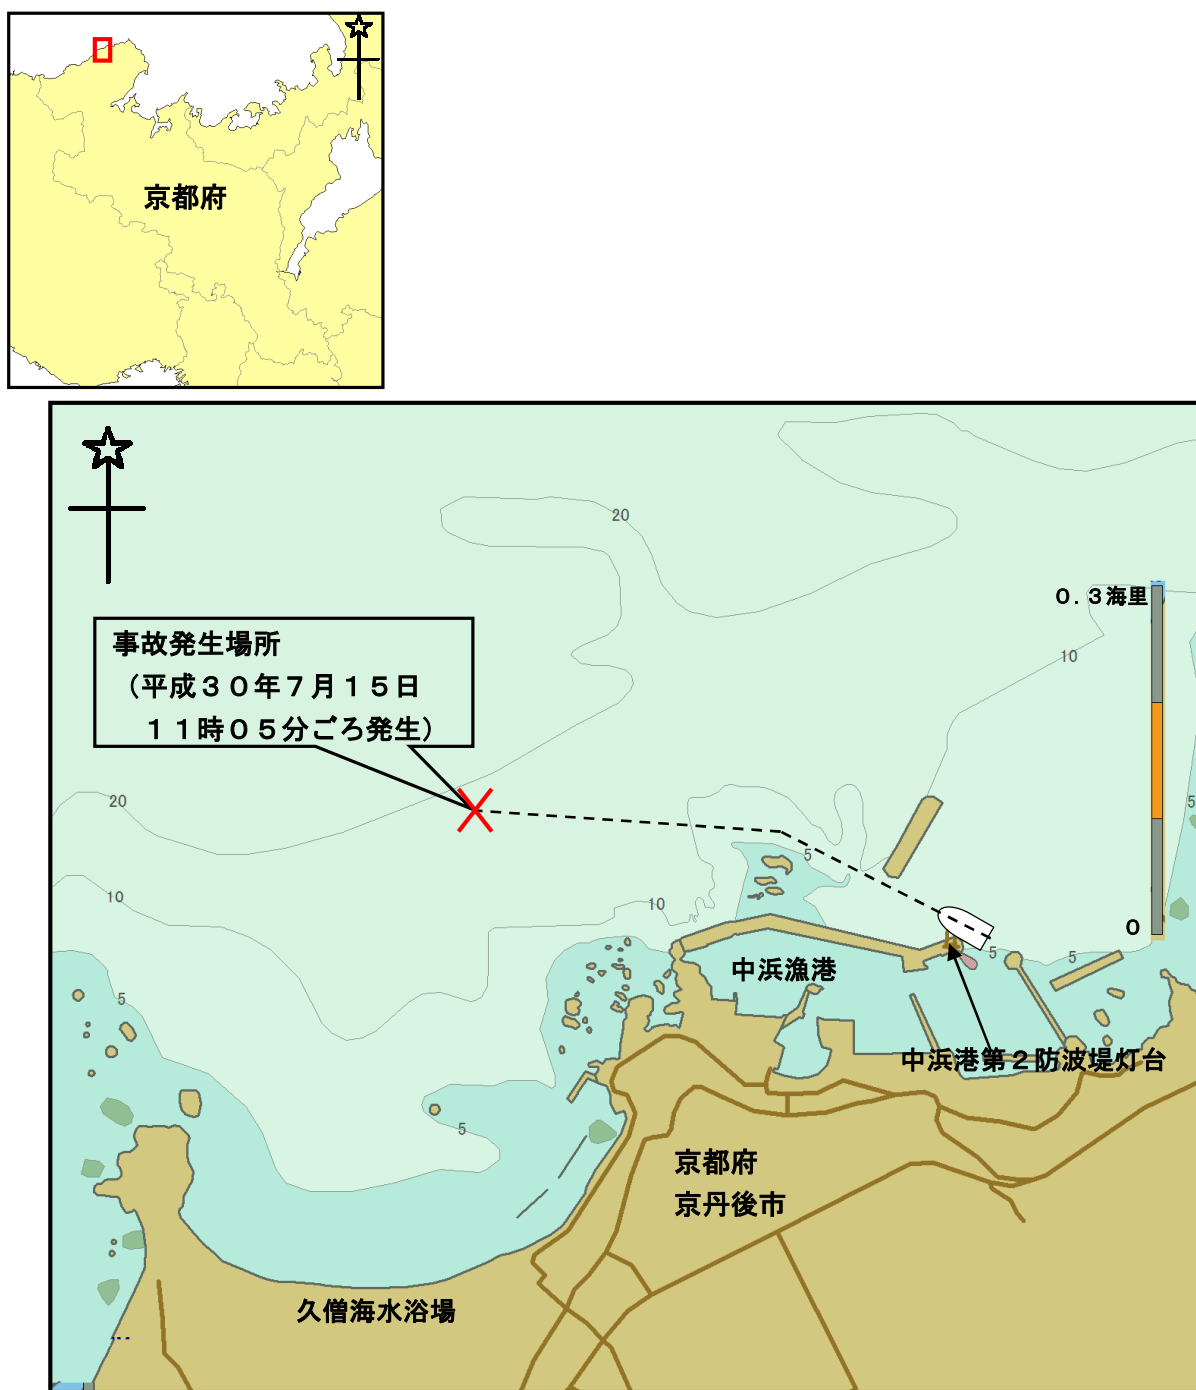 京都府
20
０．３海里
事故発生場所
（平成３０年７月１５日
１１時０５分ごろ発生）
10
20
5
5
10
10
０
中浜漁港
5
5
5
中浜港第２防波堤灯台
5
京都府
京丹後市
久僧海水浴場